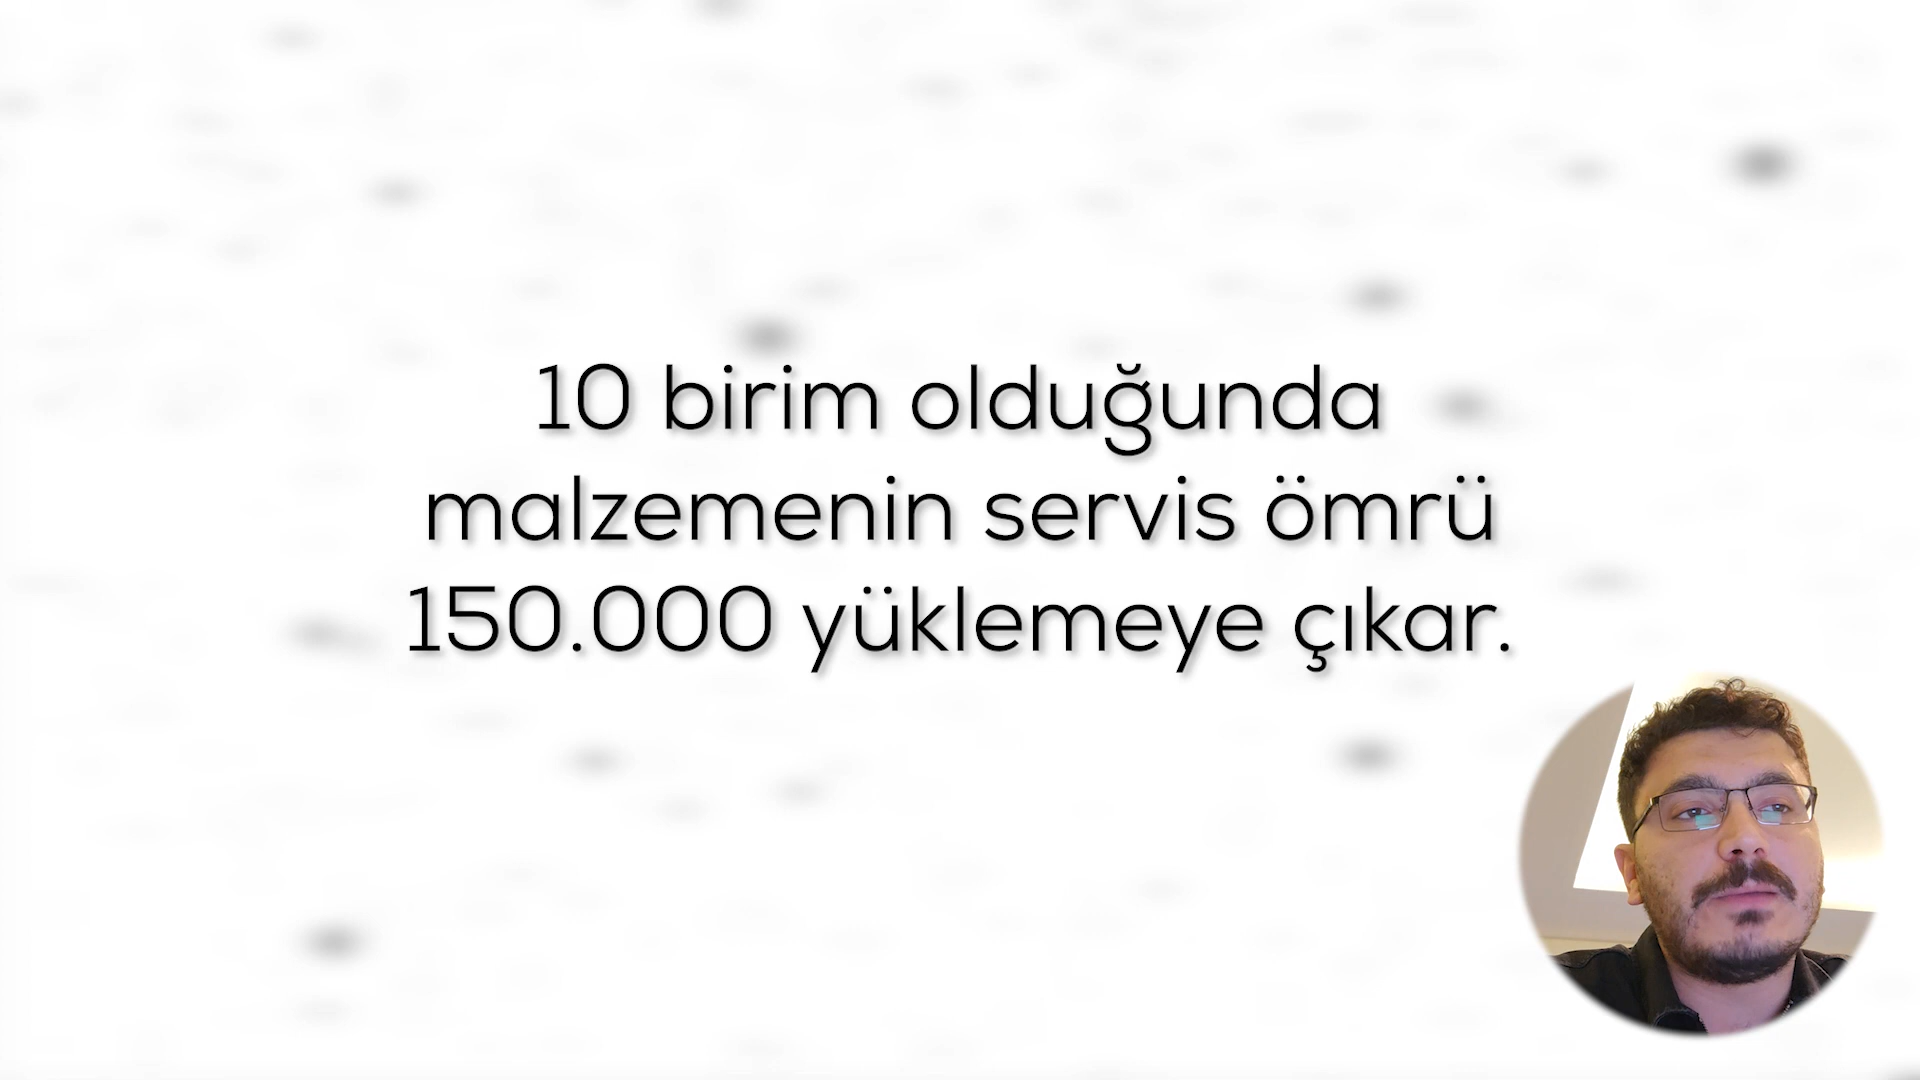 10 birim olduğunda
malzemenin servis ömrü
150.000 yüklemeye çıkar.